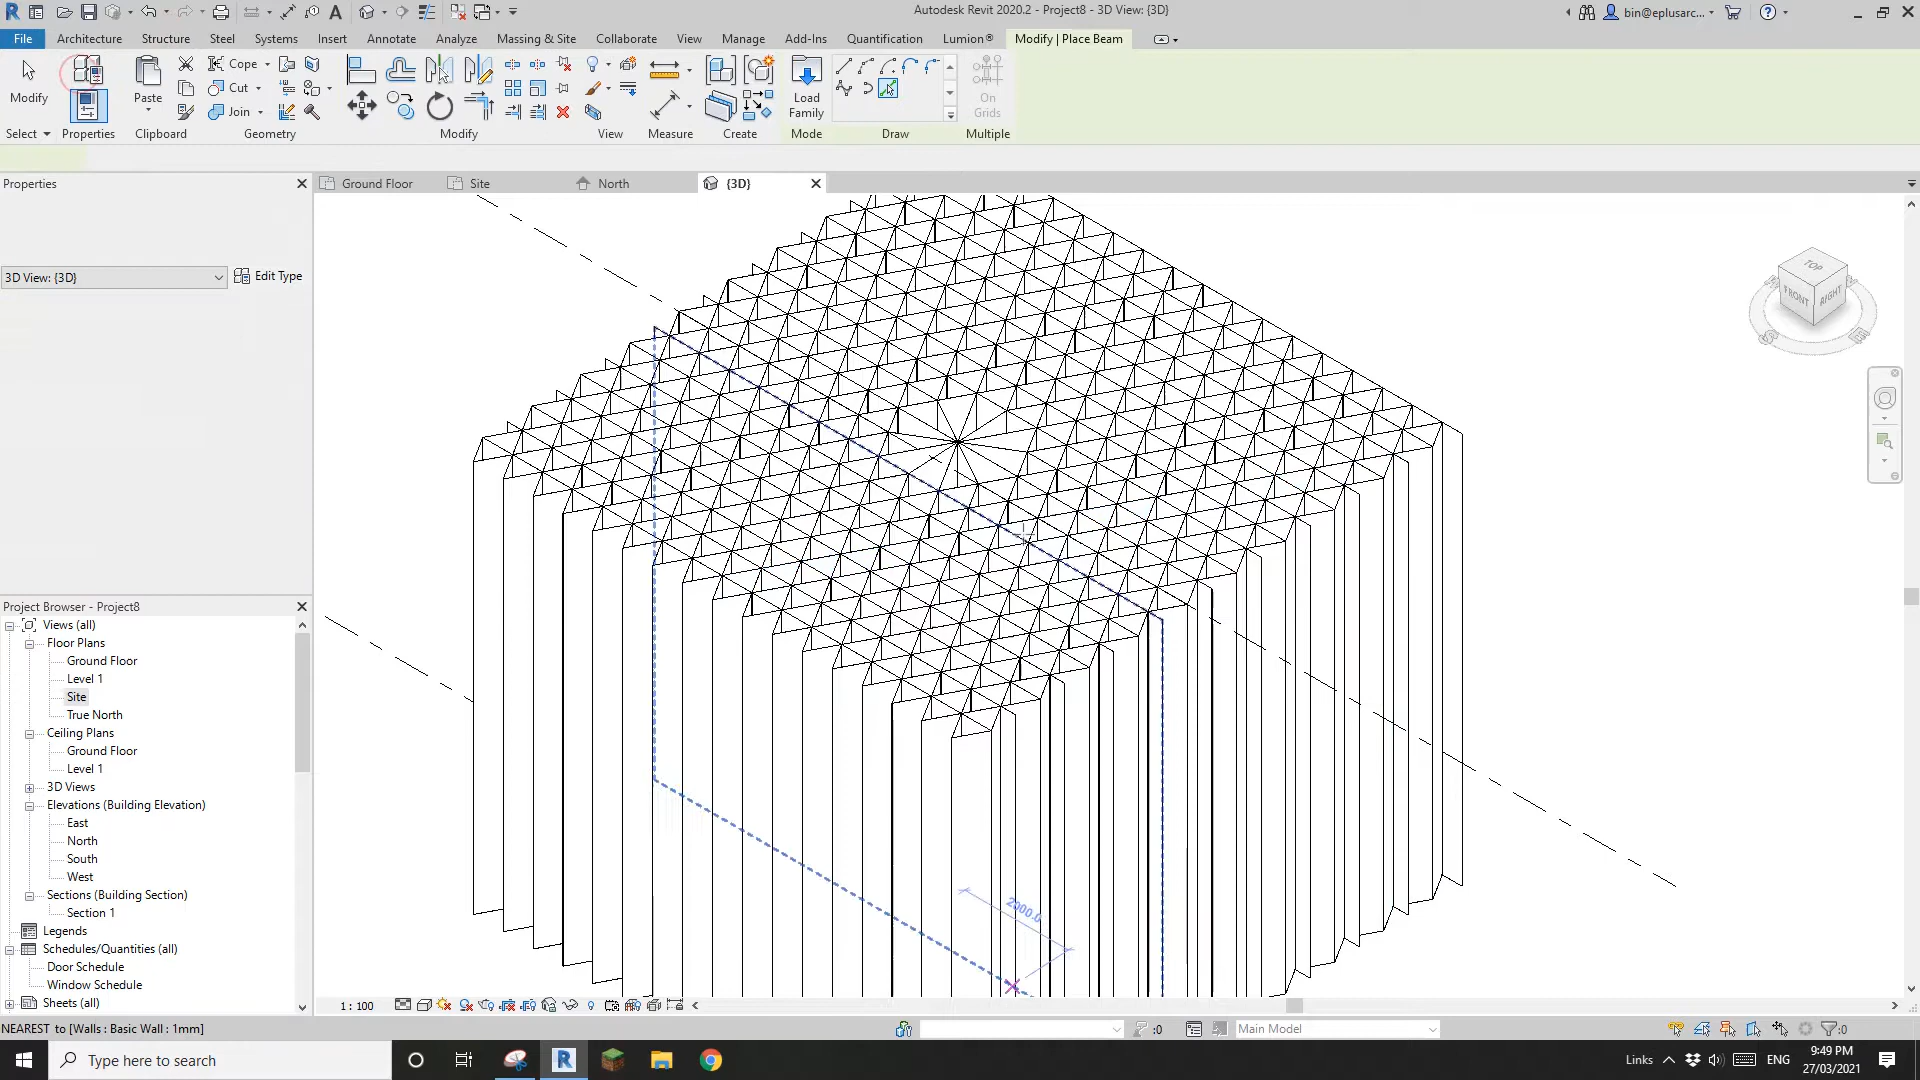 Autodesk Revit 2020.2 - Project8 - 3D View: {3D}
bin@eplusarc...
File
Architecture
Structure
Steel
Systems
Insert
Annotate
Analyze
Massing & Site
Collaborate
View
Manage
Add-Ins
Quantification
Lumion®
Modify | Place Beam
Modify
Paste
Cope
Cut
Join
Load
Family
On
Grids
Select
Properties
Clipboard
Geometry
Modify
View
Measure
Create
Mode
Draw
Multiple
Properties
Ground Floor
Site
North
{3D}
3D View: {3D}
Edit Type
TOP
FRONT
RIGHT
Project Browser - Project8
Views (all)
Floor Plans
Ground Floor
Level 1
Site
True North
Ceiling Plans
Ground Floor
Level 1
3D Views
Elevations (Building Elevation)
East
North
South
West
Sections (Building Section)
Section 1
Legends
Schedules/Quantities (all)
Door Schedule
Window Schedule
Sheets (all)
2000.0
1 : 100
NEAREST to [Walls : Basic Wall : 1mm]
:0
Main Model
:0
Type here to search
Links
ENG
9:49 PM
27/03/2021